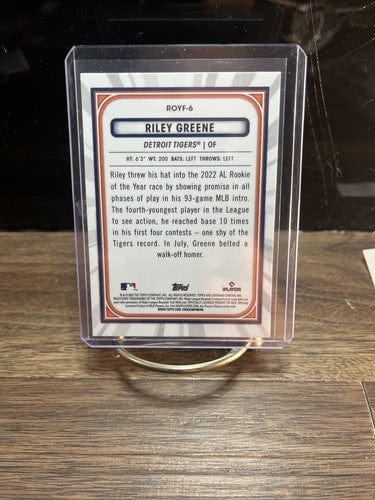 ROYF-6
RILEY GREENE
DETROIT TIGERS® | OF
HT: 6'3" WT: 200 BATS: LEFT THROWS: LEFT
Riley threw his hat into the 2022 AL Rookie
of the Year race by showing promise in all
phases of play in his 93-game MLB intro.
The fourth-youngest player in the League
to see action, he reached base 10 times
in his first four contests – one shy of the
Tigers record. In July, Greene belted a
walk-off homer.
Topps
PLAYERS